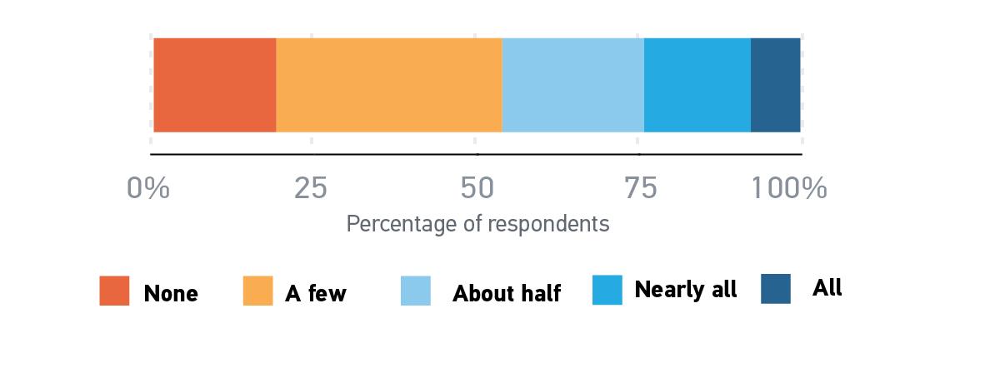 0% 25 50 75 100%
Percentage of respondents
None A few About half Nearly all All